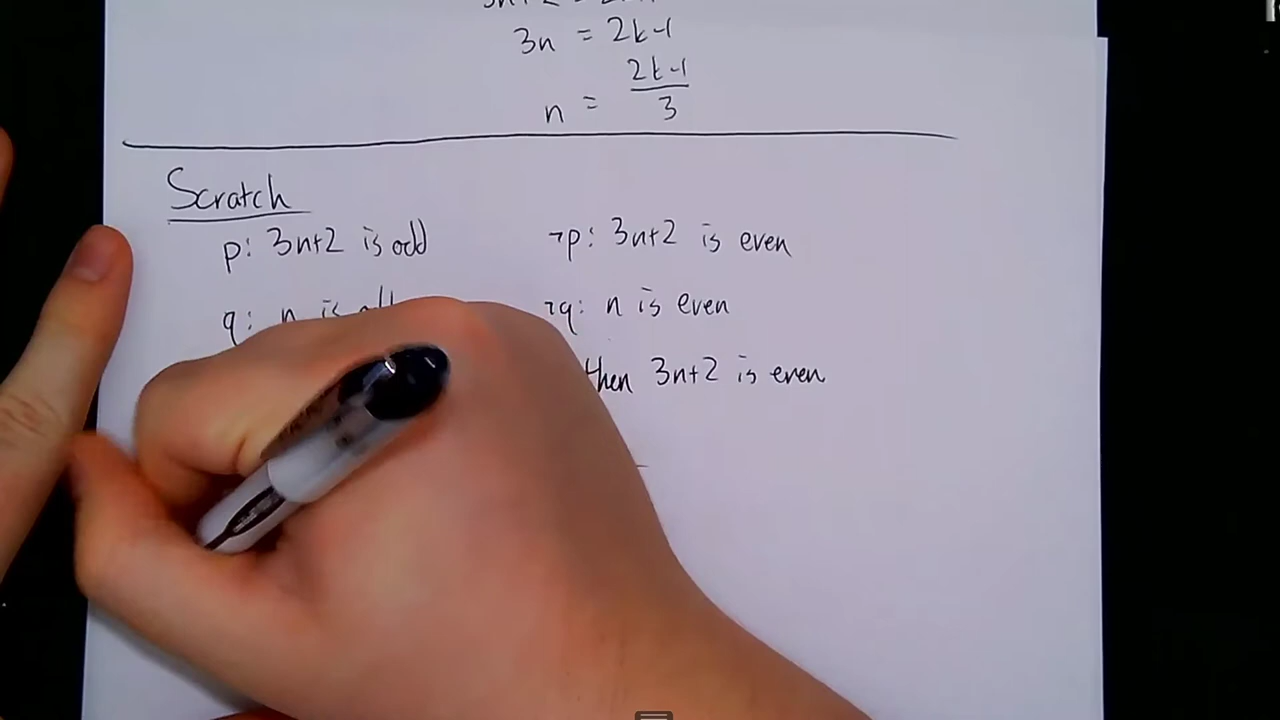 3n = 2k-1
n = 2k-1 / 3
Scratch
p: 3n+2 is odd
¬p: 3n+2 is even
q: n is
¬q: n is even
then 3n+2 is even